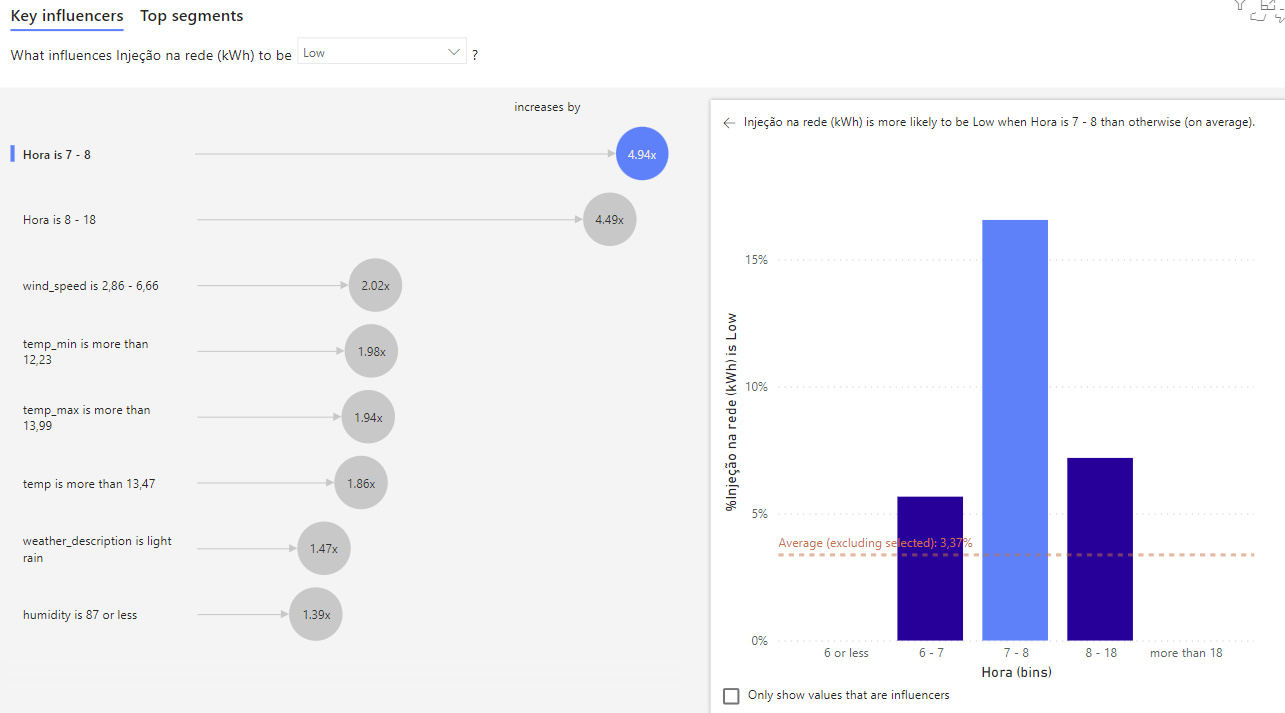 Key influencers Top segments
What influences Injeção na rede (kWh) to be Low ?
increases by
Hora is 7 - 8 4.94x
Hora is 8 - 18 4.49x
wind_speed is 2,86 - 6,66 2.02x
temp_min is more than
12,23
1.98x
temp_max is more than
13,99
1.94x
temp is more than 13,47 1.86x
weather_description is light
rain
1.47x
humidity is 87 or less 1.39x
Injeção na rede (kWh) is more likely to be Low when Hora is 7 - 8 than otherwise (on average).
%Injeção na rede (kWh) is Low
15%
10%
5%
0%
Average (excluding selected): 3,37%
6 or less 6 - 7 7 - 8 8 - 18 more than 18
Hora (bins)
Only show values that are influencers